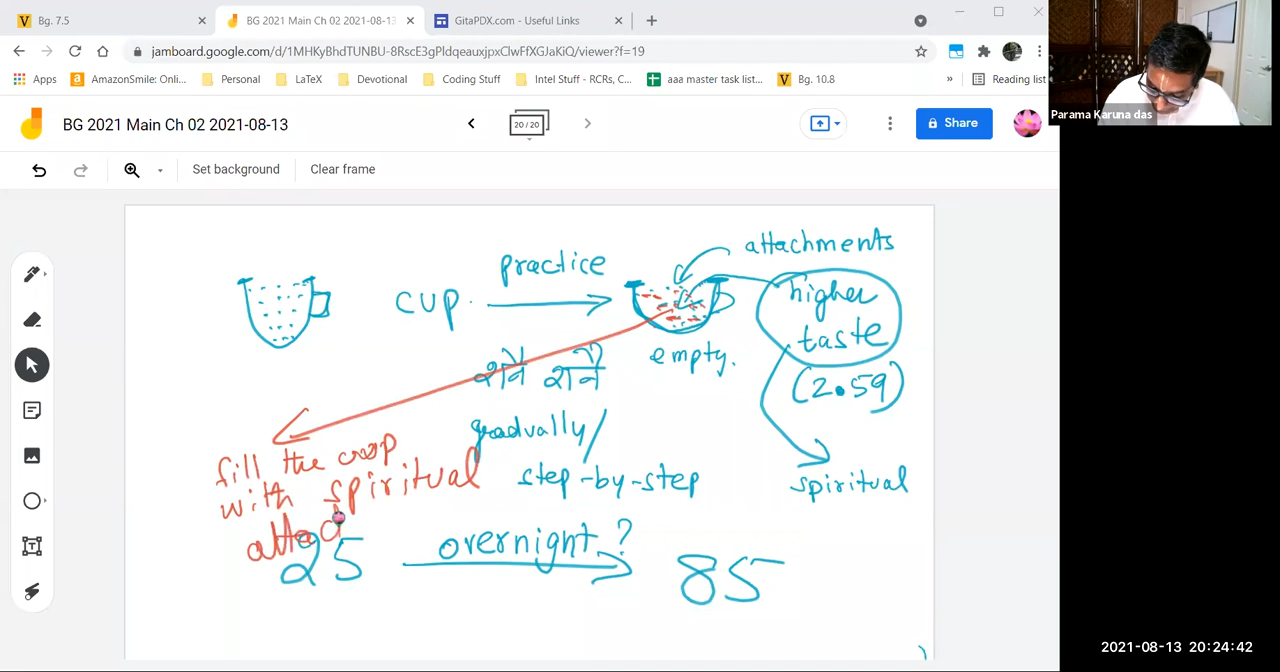 Bg. 7.5
BG 2021 Main Ch 02 2021-08-13
GitaPDX.com - Useful Links
jamboard.google.com/d/1MHKyBhdTUNBU-8RscE3gPldqeauxjpxClwFfXGJaKiQ/viewer?f=19
Apps
AmazonSmile: Onli...
Personal
LaTeX
Devotional
Coding Stuff
Intel Stuff - RCRs, C...
aaa master task list...
Bg. 10.8
»
Reading list
Parama Karuna das
BG 2021 Main Ch 02 2021-08-13
20 / 20
Share
Set background
Clear frame
attachments
practice
cup.
higher
taste
empty.
(2.59)
शनै शनै
gradually/
step-by-step
spiritual
fill the
with spiritual
attac
25 overnight? 85
2021-08-13 20:24:42